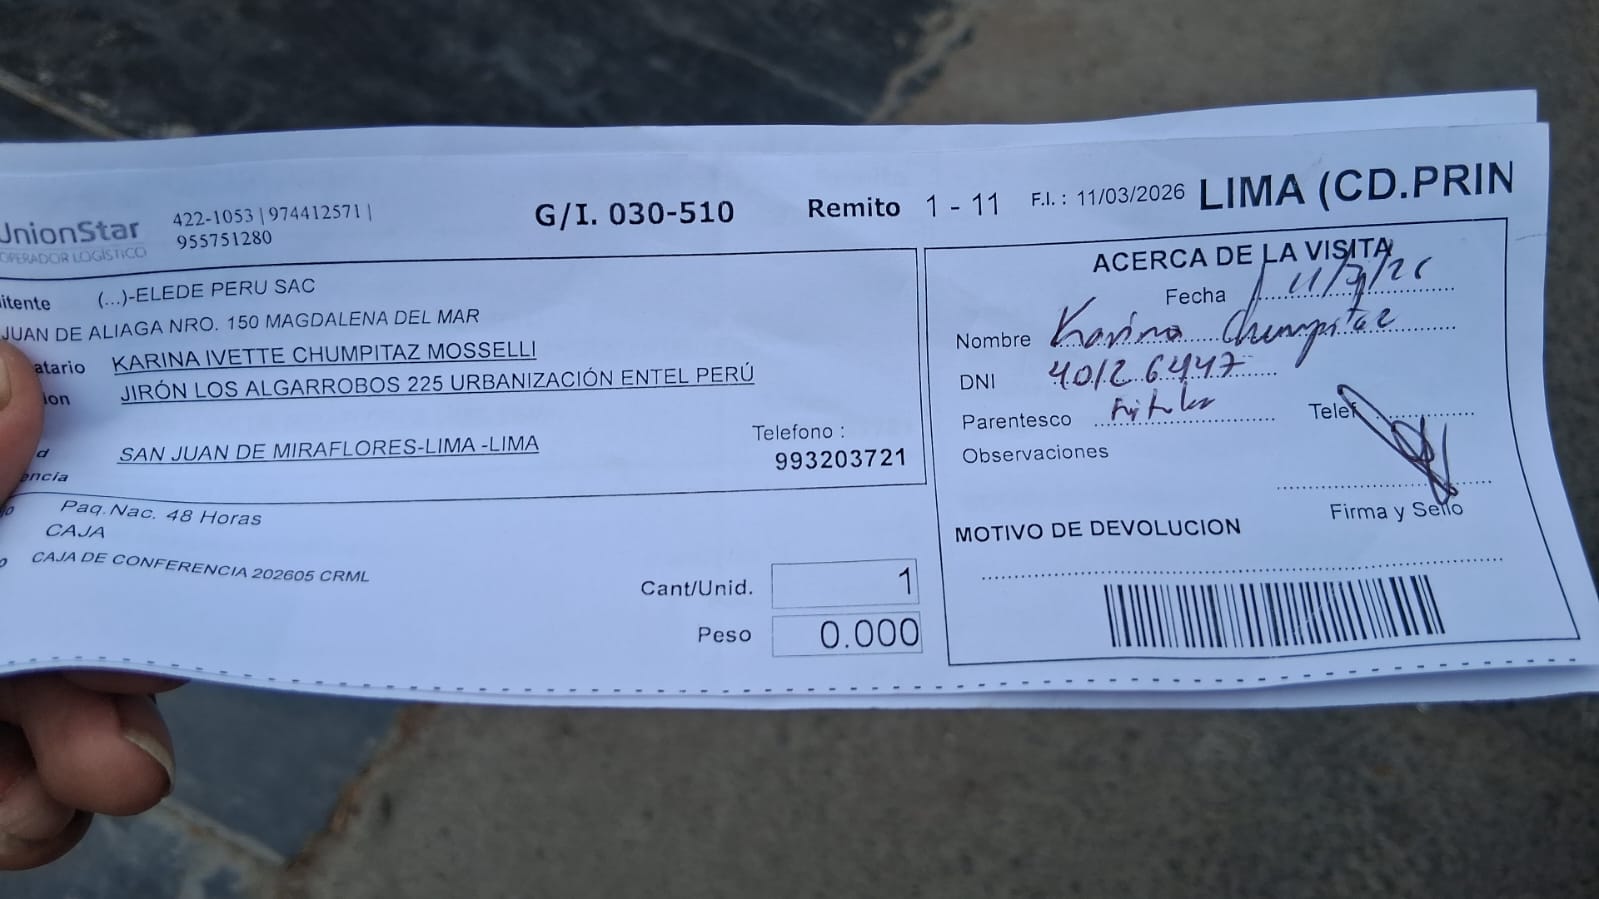 UnionStar
OPERADOR LOGÍSTICO
422-1053 | 974412571 |
955751280
G/I. 030-510
Remito 1 - 11
F.I. : 11/03/2026
LIMA (CD.PRIN
itente (...)-ELEDE PERU SAC
JUAN DE ALIAGA NRO. 150 MAGDALENA DEL MAR
atario KARINA IVETTE CHUMPITAZ MOSSELLI
ion JIRÓN LOS ALGARROBOS 225 URBANIZACIÓN ENTEL PERÚ
d SAN JUAN DE MIRAFLORES-LIMA -LIMA
encia
Telefono :
993203721
Paq.Nac. 48 Horas
CAJA
CAJA DE CONFERENCIA 202605 CRML
Cant/Unid. 1
Peso 0.000
ACERCA DE LA VISITA
Fecha
Nombre Karina Chumpitaz
DNI 40126447
Parentesco
Telef
Observaciones
Firma y Sello
MOTIVO DE DEVOLUCION